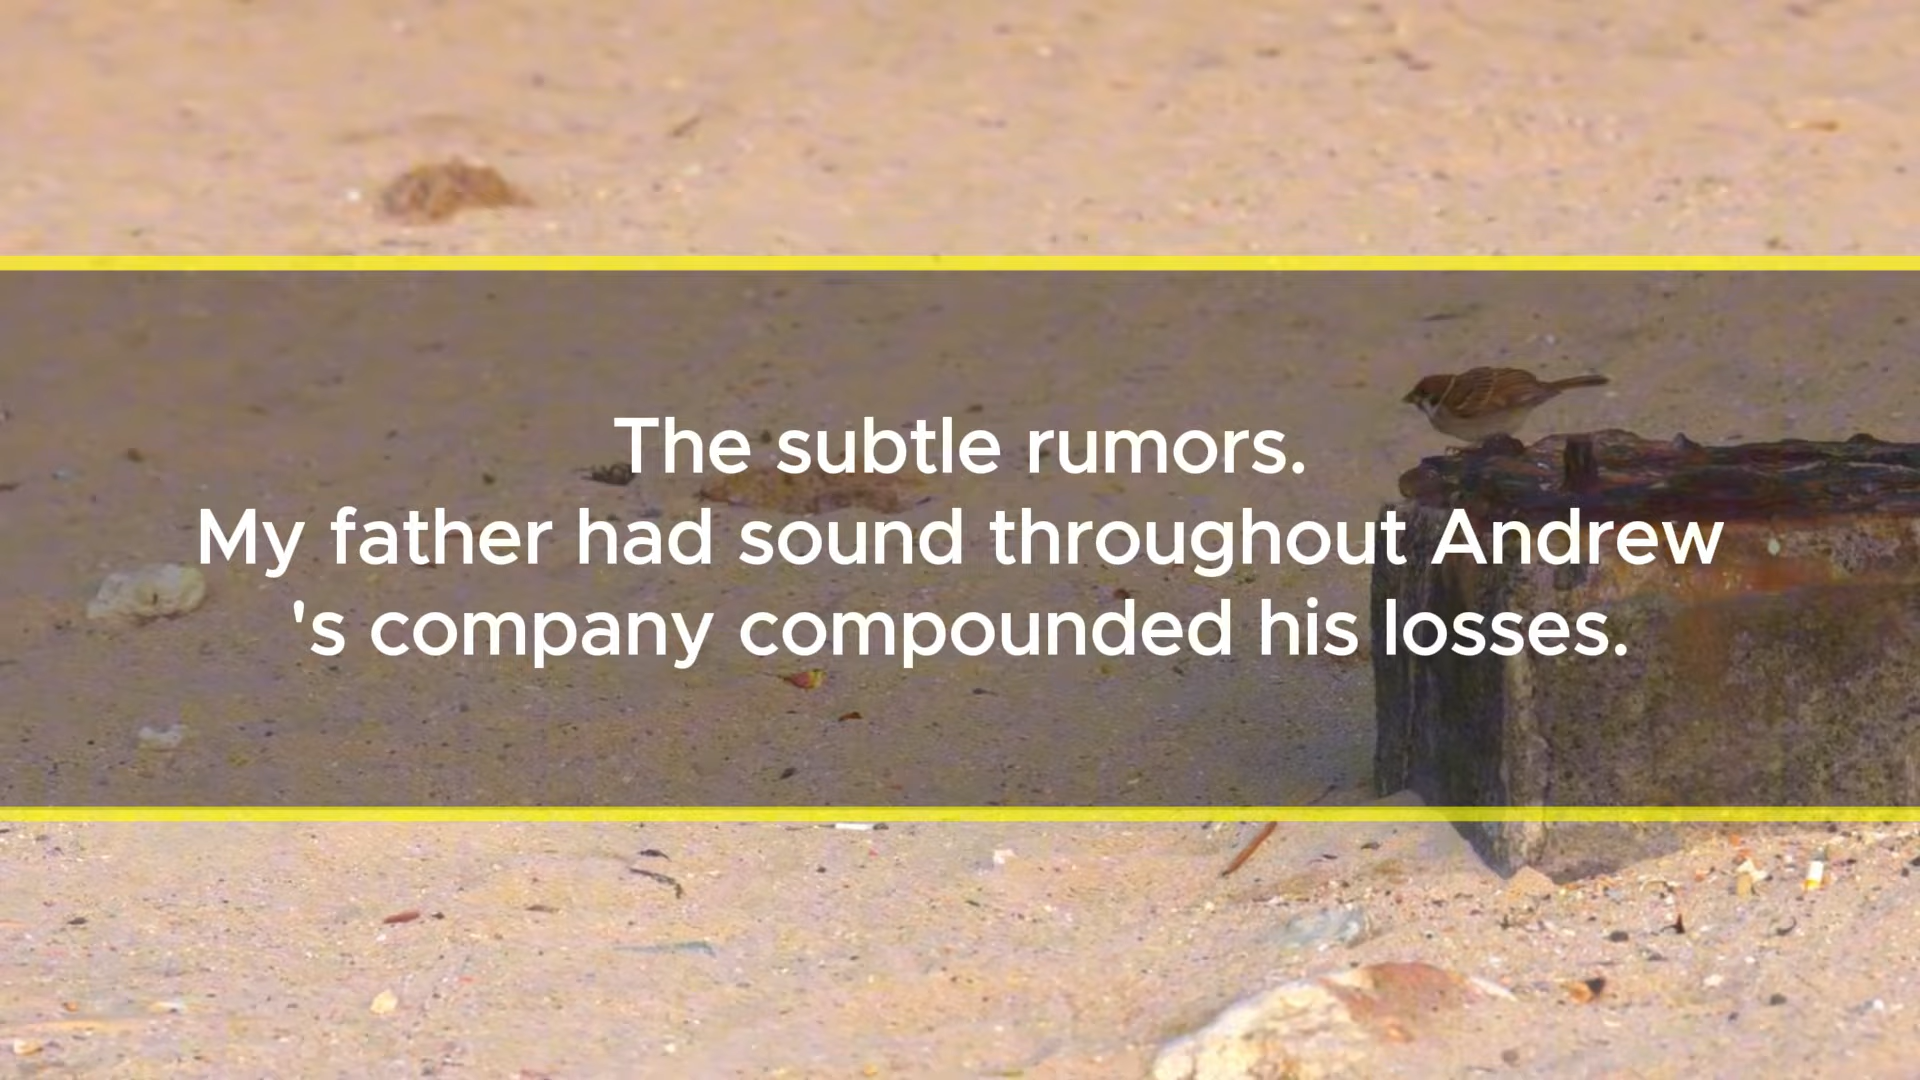 The subtle rumors.
My father had sound throughout Andrew
's company compounded his losses.